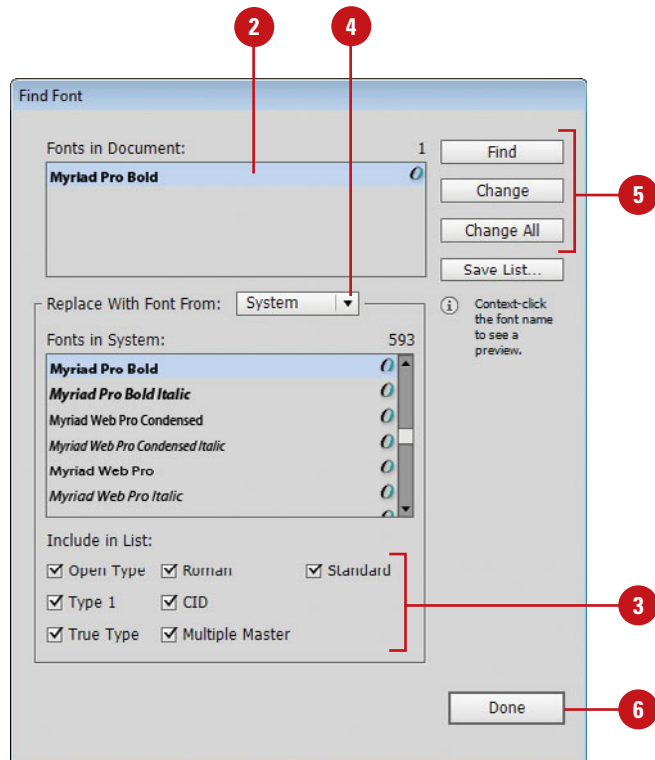 2 4
Find Font
Fonts in Document: 1
Myriad Pro Bold
Find
Change
Change All
5
Save List...
Replace With Font From: System
Context-click
the font name
to see a
preview.
Fonts in System: 593
Myriad Pro Bold
Myriad Pro Bold Italic
Myriad Web Pro Condensed
Myriad Web Pro Condensed Italic
Myriad Web Pro
Myriad Web Pro Italic
Include in List:
Open Type Roman Standard
Type 1 CID
3
True Type Multiple Master
Done 6